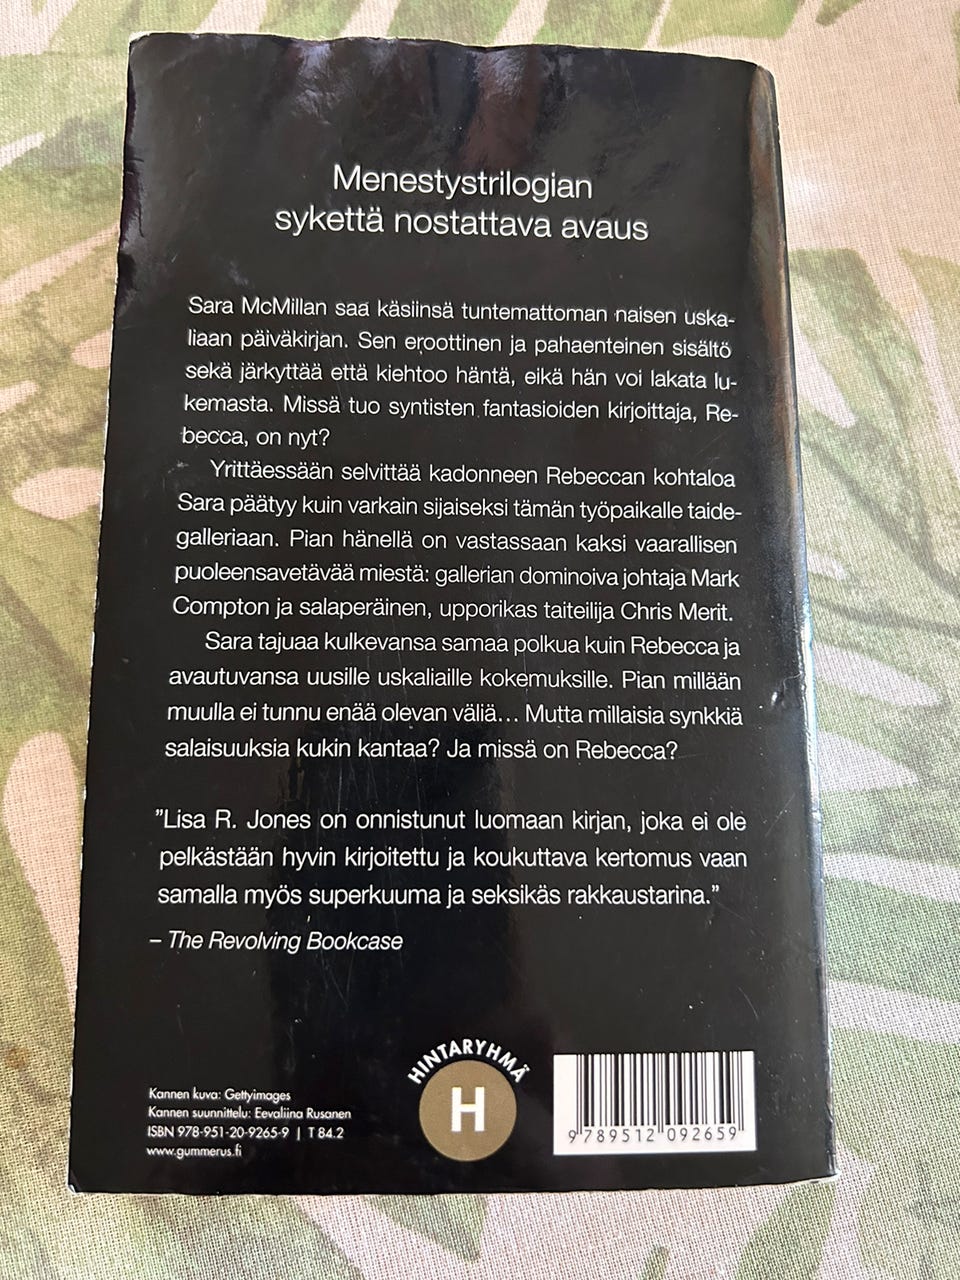 Menestystrilogian
sykettä nostattava avaus
Sara McMillan saa käsiinsä tuntemattoman naisen uska-
liaan päiväkirjan. Sen eroottinen ja pahaenteinen sisältö
sekä järkyttää että kiehtoo häntä, eikä hän voi lakata lu-
kemasta. Missä tuo syntisten fantasioiden kirjoittaja, Re-
becca, on nyt?
Yrittäessään selvittää kadonneen Rebeccan kohtaloa
Sara päätyy kuin varkain sijaiseksi tämän työpaikalle taide-
galleriaan. Pian hänellä on vastassaan kaksi vaarallisen
puoleensavetävää miestä: gallerian dominoiva johtaja Mark
Compton ja salaperäinen, upporikas taiteilija Chris Merit.
Sara tajuaa kulkevansa samaa polkua kuin Rebecca ja
avautuvansa uusille uskaliaille kokemuksille. Pian millään
muulla ei tunnu enää olevan väliä... Mutta millaisia synkkiä
salaisuuksia kukin kantaa? Ja missä on Rebecca?
”Lisa R. Jones on onnistunut luomaan kirjan, joka ei ole
pelkästään hyvin kirjoitettu ja koukuttava kertomus vaan
samalla myös superkuuma ja seksikäs rakkaustarina.”
– The Revolving Bookcase
HINTARYHMÄ
H
Kannen kuva: Gettyimages
Kannen suunnittelu: Eevaliina Rusanen
ISBN 978-951-20-9265-9 | T 84.2
www.gummerus.fi
9 789512 092659